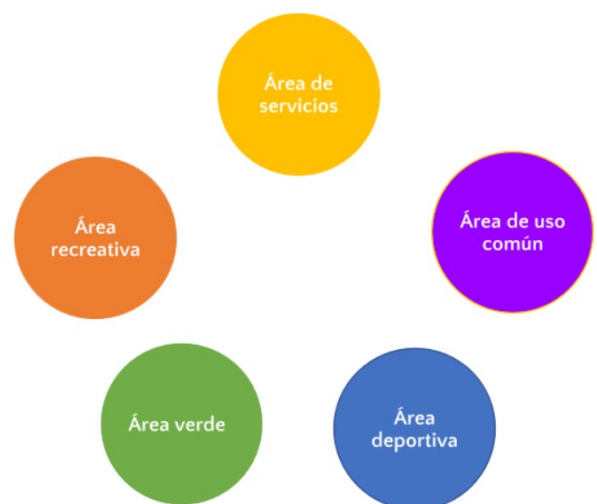 Área de
servicios
Área
recreativa
Área de uso
común
Área verde
Área
deportiva